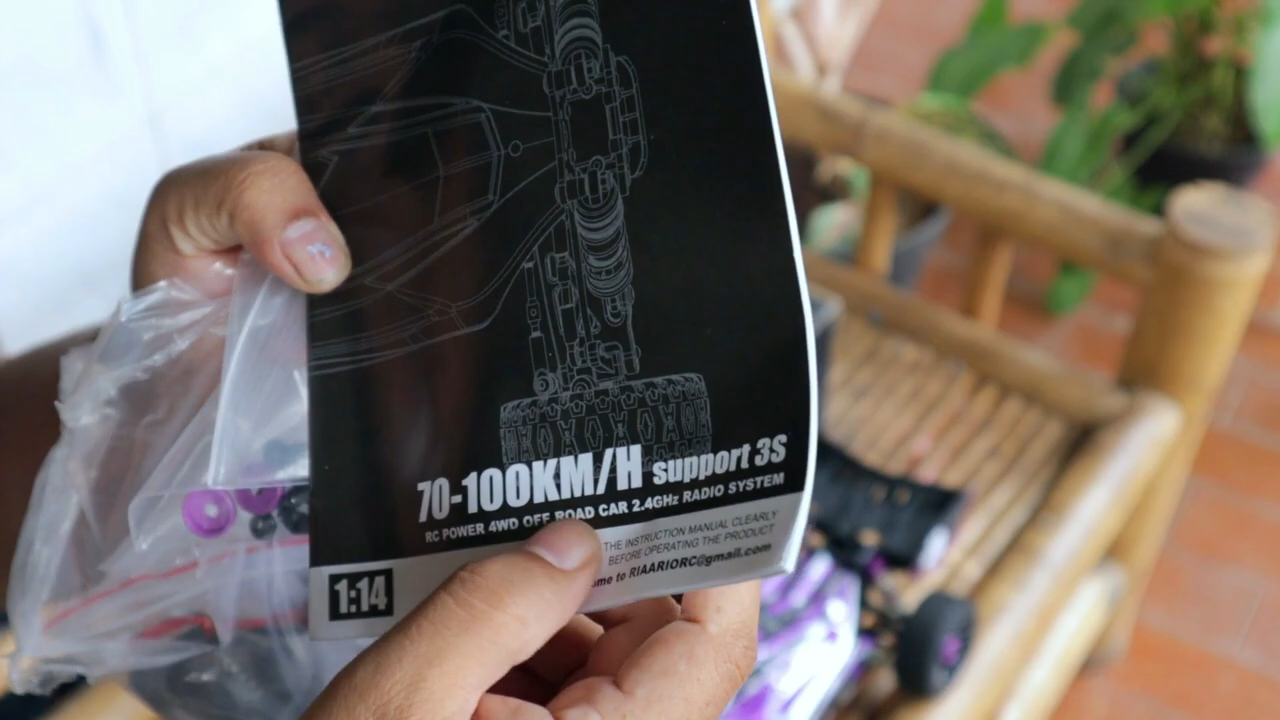 70-100KM/H support 3S
RC POWER 4WD OFF ROAD CAR 2.4GHz RADIO SYSTEM
THE INSTRUCTION MANUAL CLEARLY
BEFORE OPERATING THE PRODUCT
to RIAARIORC@gmail.com
1:14